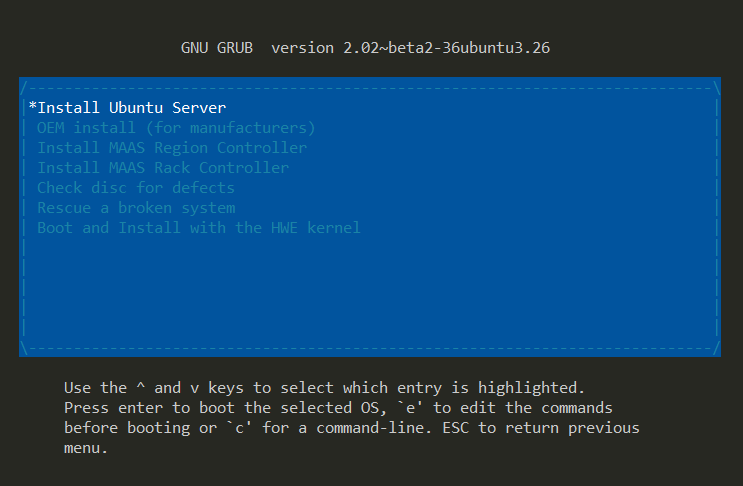 GNU GRUB  version 2.02~beta2-36ubuntu3.26
*Install Ubuntu Server
OEM install (for manufacturers)
Install MAAS Region Controller
Install MAAS Rack Controller
Check disc for defects
Rescue a broken system
Boot and Install with the HWE kernel
Use the ^ and v keys to select which entry is highlighted.
Press enter to boot the selected OS, `e' to edit the commands
before booting or `c' for a command-line. ESC to return previous
menu.